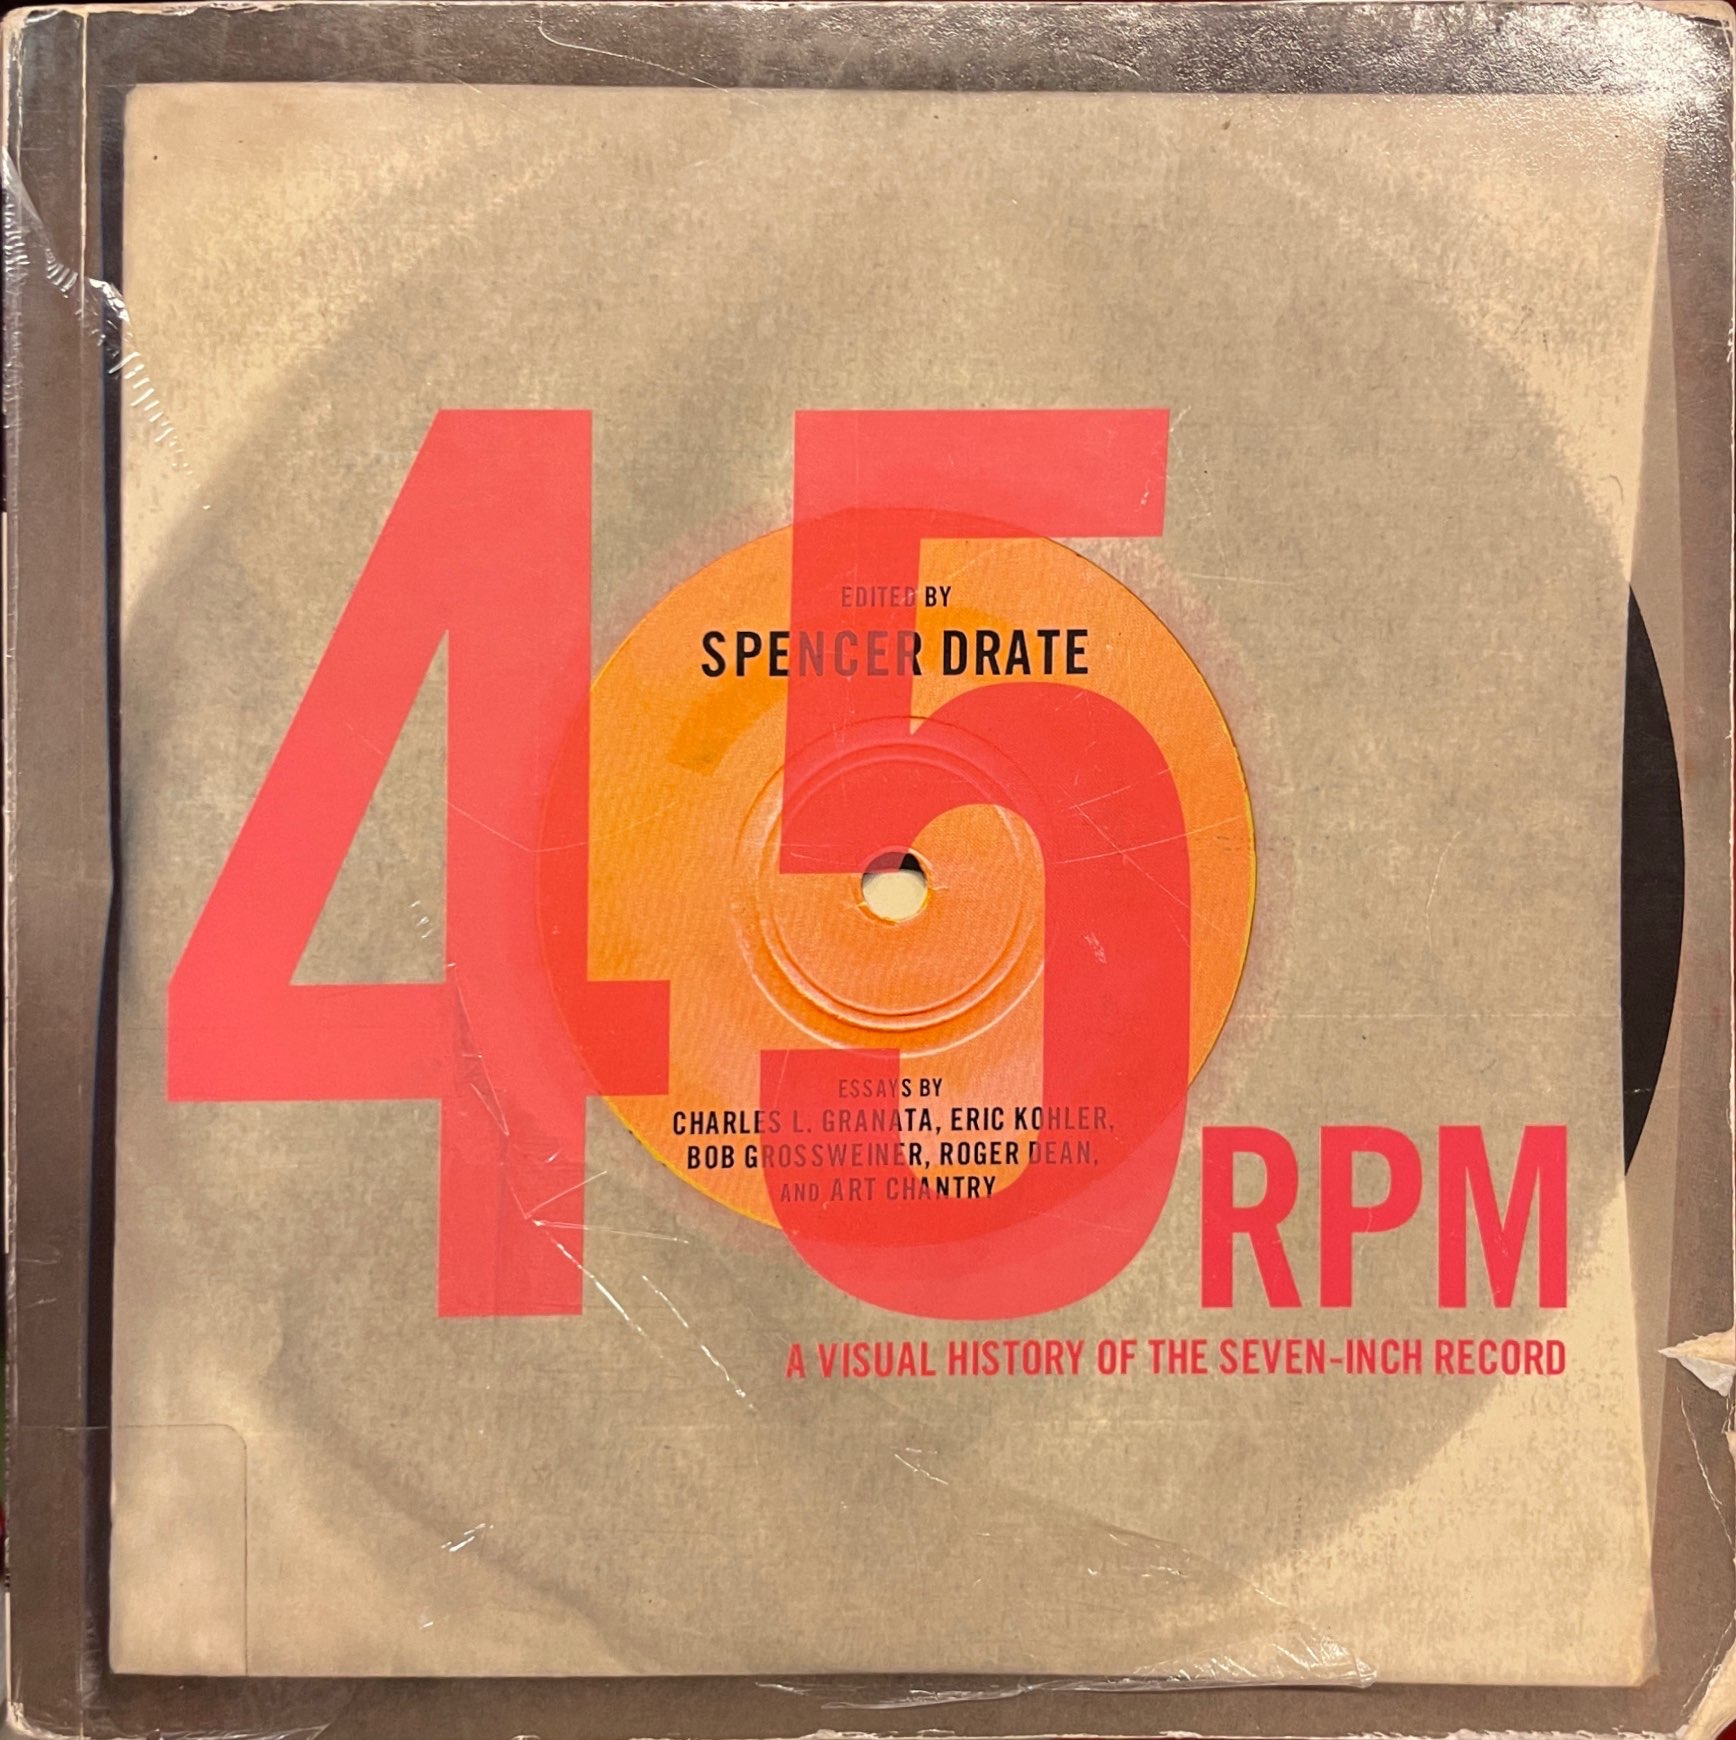 EDITED BY
SPENCER DRATE
45 RPM
ESSAYS BY
CHARLES L. GRANATA, ERIC KOHLER,
BOB GROSSWEINER, ROGER DEAN,
AND ART CHANTRY
A VISUAL HISTORY OF THE SEVEN-INCH RECORD